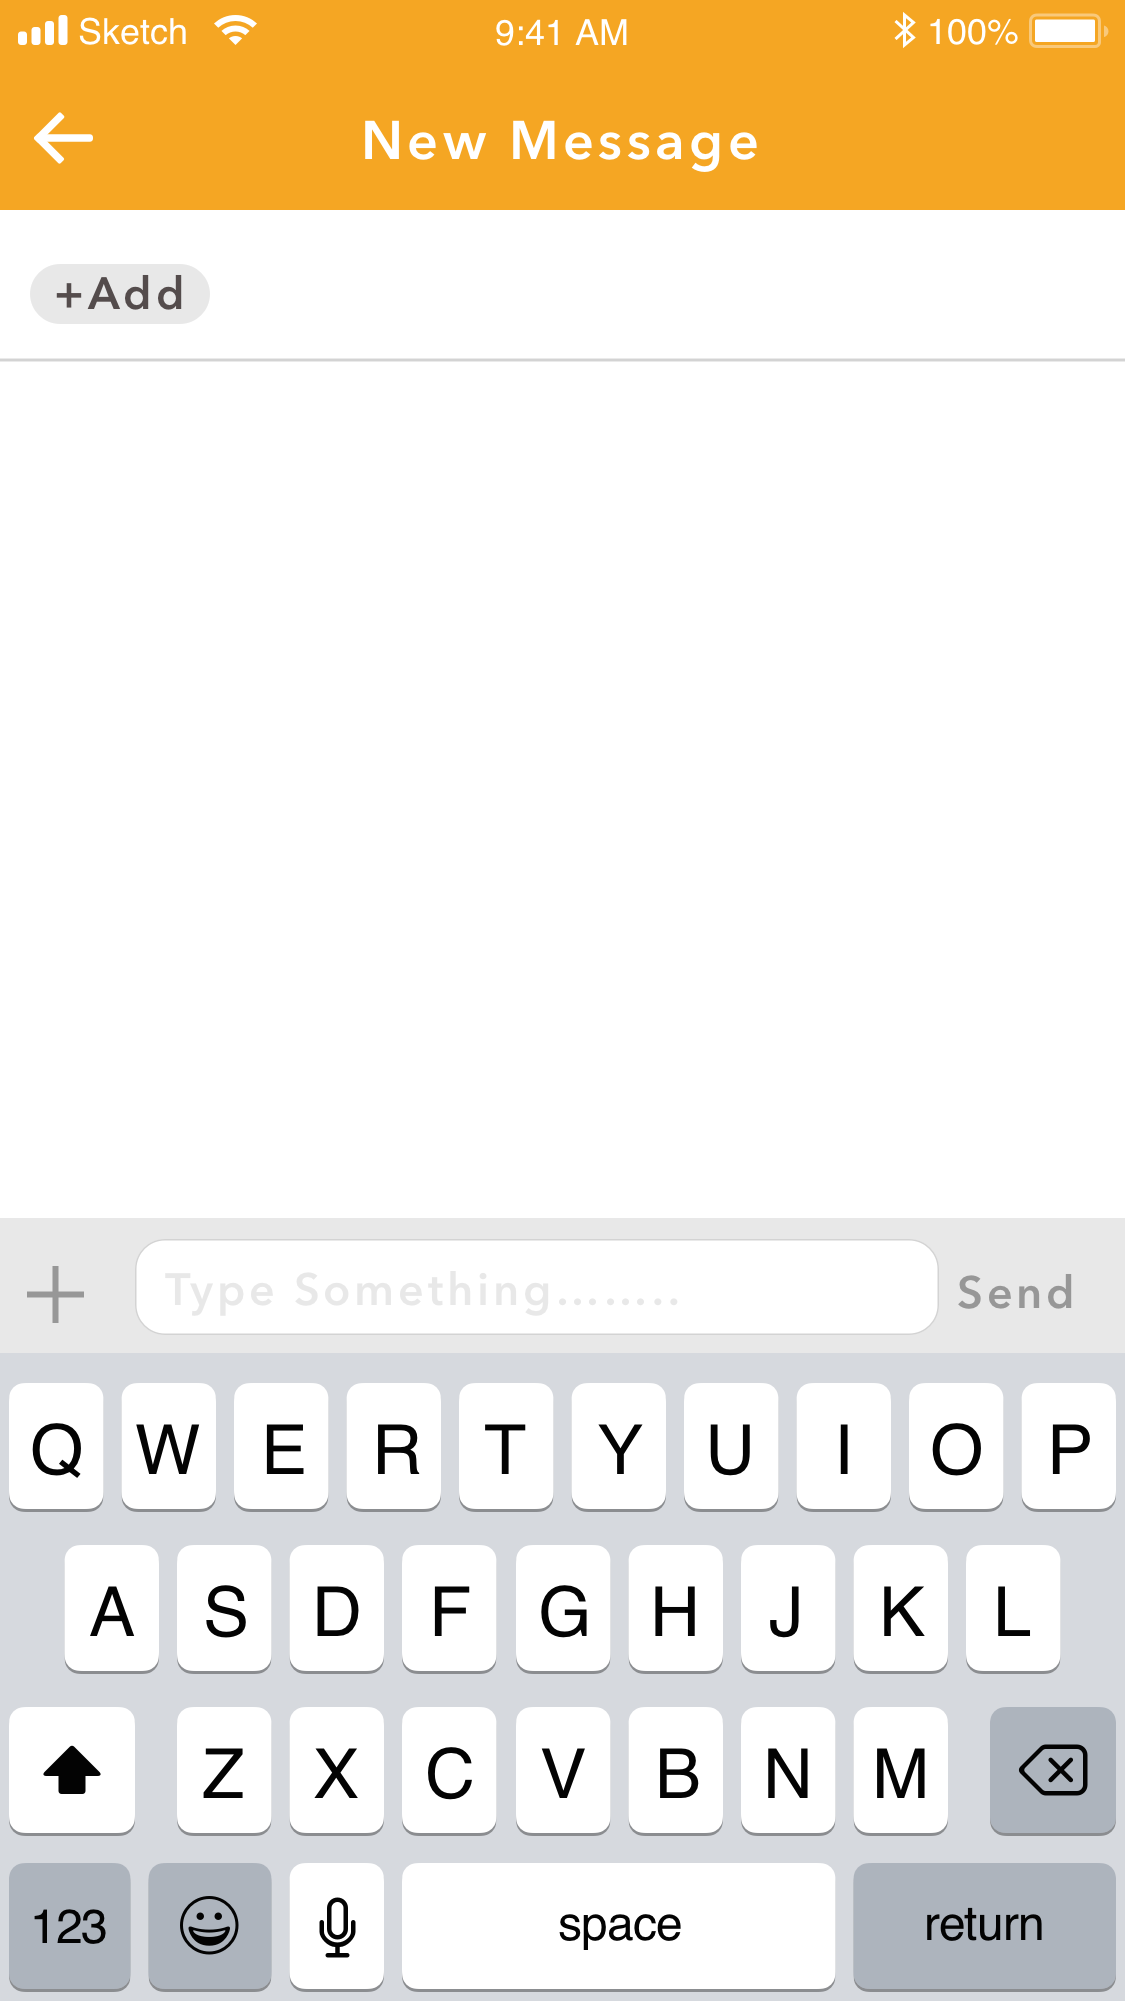 Sketch 9:41 AM 100%
New Message
+Add
Type Something........
Send
Q W E R T Y U I O P
A S D F G H J K L
Z X C V B N M
123 space return